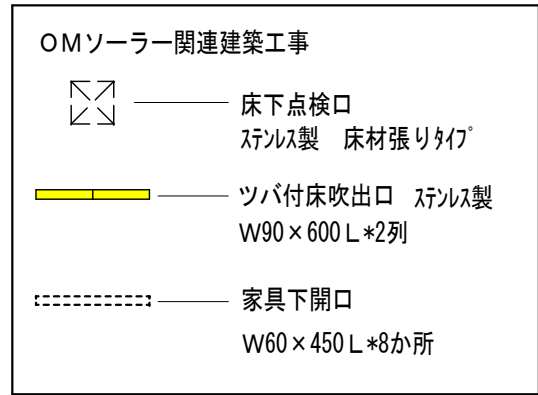 OMソーラー関連建築工事
床下点検口
ステンレス製 床材張りタイプ
ツバ付床吹出口 ステンレス製
W90×600L*2列
家具下開口
W60×450L*8か所